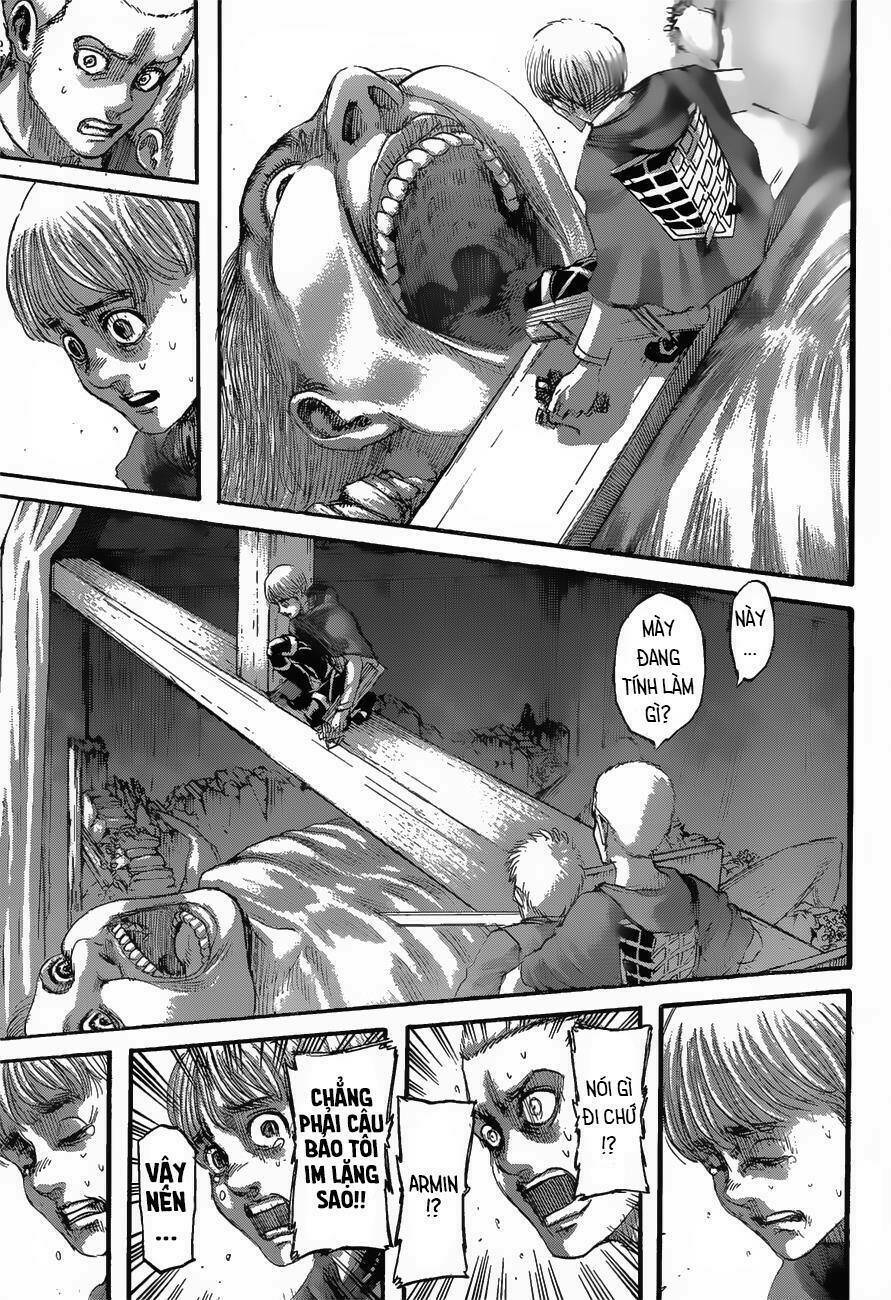 NÀY
...
MÀY
ĐANG
TÍNH LÀM
GÌ?
NÓI GÌ
ĐI CHỨ
!?
ARMIN
!?
CHẲNG
PHẢI CẬU
BẢO TÔI
IM LẶNG
SAO!!
VẬY
NÊN
...